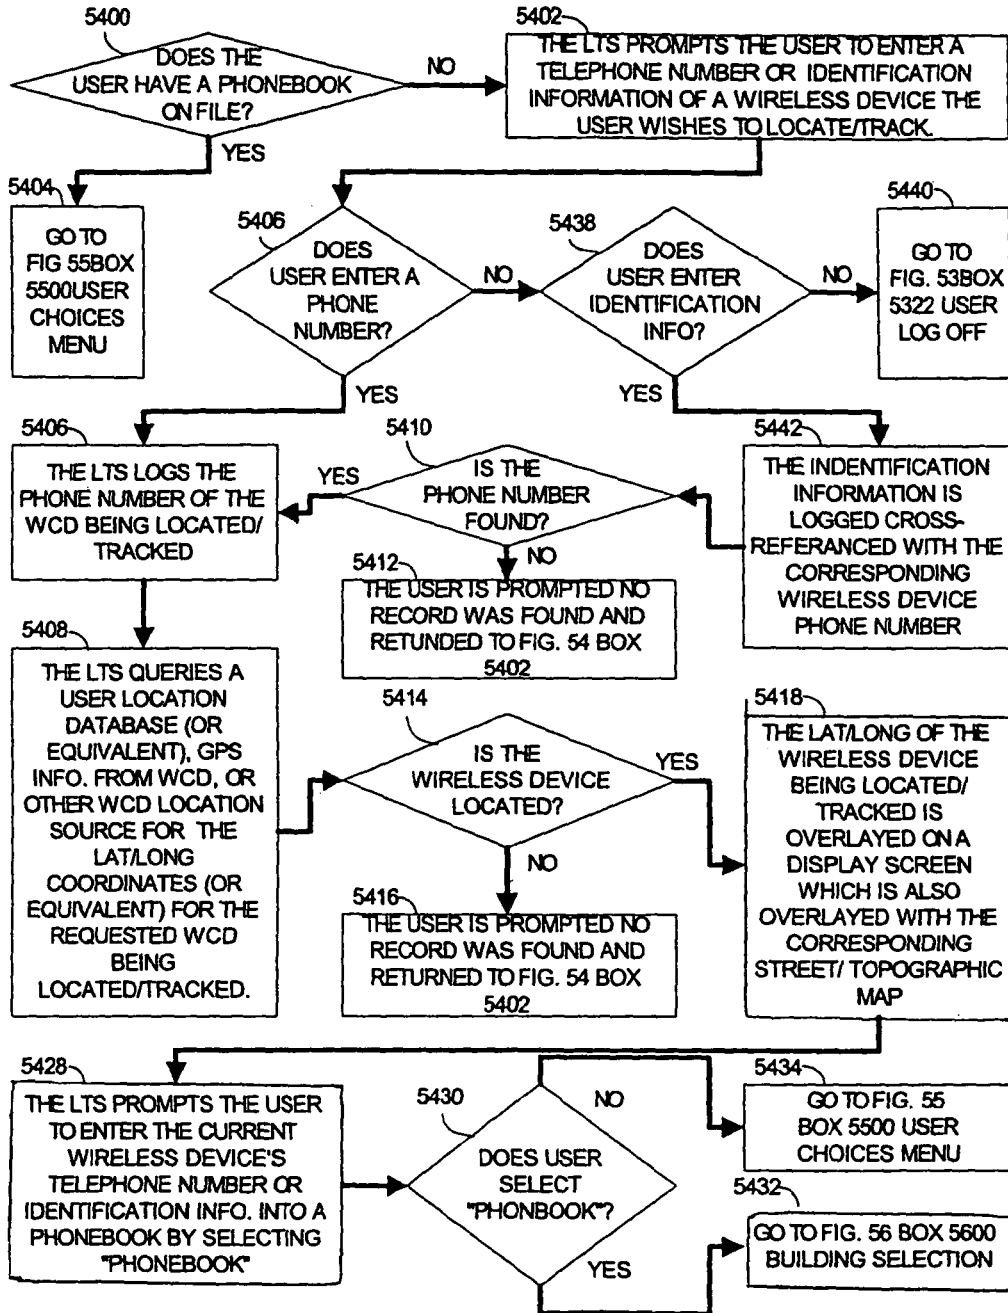 5400
DOES THE
USER HAVE A PHONEBOOK
ON FILE?
NO
YES
5402
THE LTS PROMPTS THE USER TO ENTER A
TELEPHONE NUMBER OR IDENTIFICATION
INFORMATION OF A WIRELESS DEVICE THE
USER WISHES TO LOCATE/TRACK.
5404
GO TO
FIG 55BOX
5500USER
CHOICES
MENU
5406
DOES
USER ENTER A
PHONE
NUMBER?
NO
YES
5438
DOES
USER ENTER
IDENTIFICATION
INFO?
NO
YES
5440
GO TO
FIG. 53BOX
5322 USER
LOG OFF
5406
THE LTS LOGS THE
PHONE NUMBER OF THE
WCD BEING LOCATED/
TRACKED
5410
IS THE
PHONE NUMBER
FOUND?
YES
NO
5442
THE INDENTIFICATION
INFORMATION IS
LOGGED CROSS-
REFERANCED WITH THE
CORRESPONDING
WIRELESS DEVICE
PHONE NUMBER
5412
THE USER IS PROMPTED NO
RECORD WAS FOUND AND
RETUNDED TO FIG. 54 BOX
5402
5408
THE LTS QUERIES A
USER LOCATION
DATABASE (OR
EQUIVALENT), GPS
INFO. FROM WCD, OR
OTHER WCD LOCATION
SOURCE FOR THE
LAT/LONG
COORDINATES (OR
EQUIVALENT) FOR THE
REQUESTED WCD
BEING
LOCATED/TRACKED.
5414
IS THE
WIRELESS DEVICE
LOCATED?
YES
NO
5416
THE USER IS PROMPTED NO
RECORD WAS FOUND AND
RETURNED TO FIG. 54 BOX
5402
5418
THE LAT/LONG OF THE
WIRELESS DEVICE
BEING LOCATED/
TRACKED IS
OVERLAYED ON A
DISPLAY SCREEN
WHICH IS ALSO
OVERLAYED WITH THE
CORRESPONDING
STREET/ TOPOGRAPHIC
MAP
5428
THE LTS PROMPTS THE USER
TO ENTER THE CURRENT
WIRELESS DEVICE'S
TELEPHONE NUMBER OR
IDENTIFICATION INFO. INTO A
PHONEBOOK BY SELECTING
"PHONEBOOK"
5430
DOES USER
SELECT
"PHONBOOK"?
NO
YES
5434
GO TO FIG. 55
BOX 5500 USER
CHOICES MENU
5432
GO TO FIG. 56 BOX 5600
BUILDING SELECTION